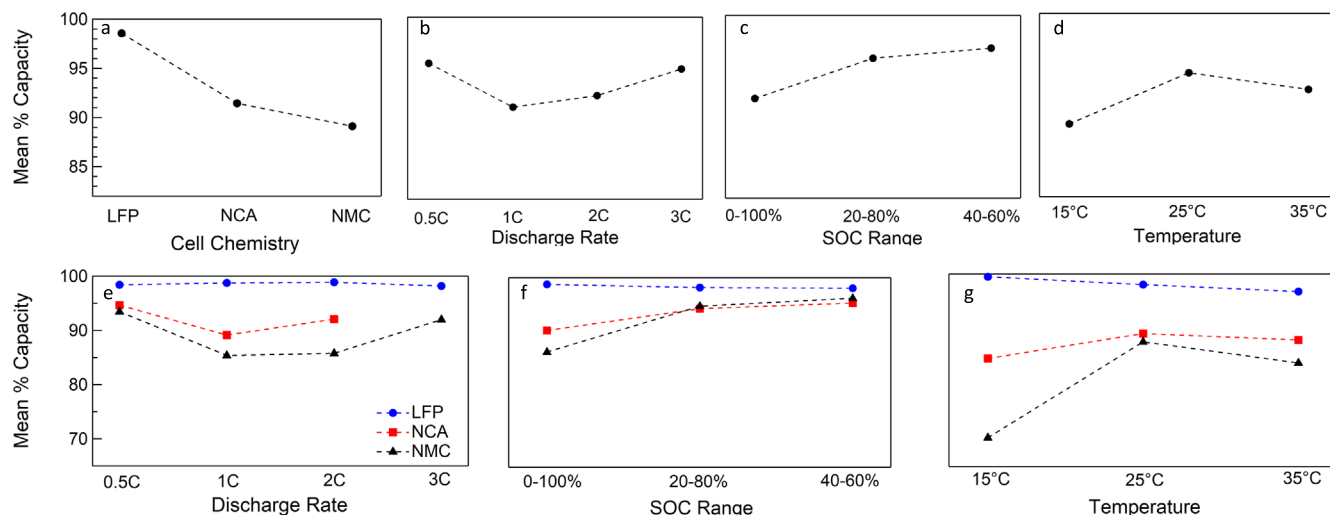 Mean % Capacity
100
95
90
85
a
LFP
NCA
NMC
Cell Chemistry
b
0.5C
1C
2C
3C
Discharge Rate
c
0-100%
20-80%
40-60%
SOC Range
d
15°C
25°C
35°C
Temperature
Mean % Capacity
100
90
80
70
e
LFP
NCA
NMC
0.5C
1C
2C
3C
Discharge Rate
f
0-100%
20-80%
40-60%
SOC Range
g
15°C
25°C
35°C
Temperature